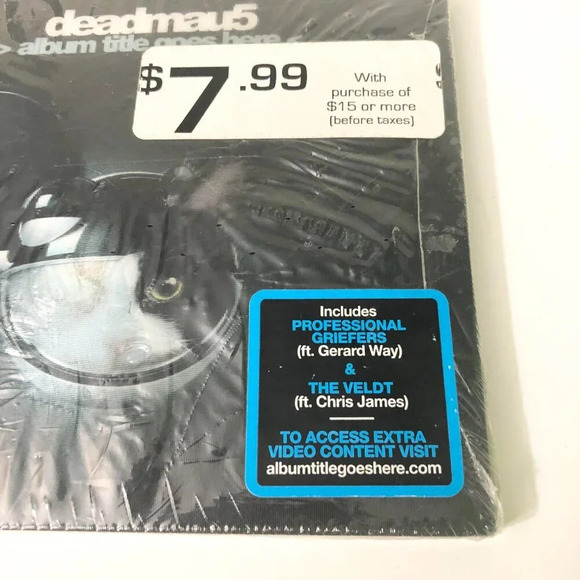 deadmau5
> album title goes here <
$7.99
With
purchase of
$15 or more
(before taxes)
Includes
PROFESSIONAL
GRIEFERS
(ft. Gerard Way)
&
THE VELDT
(ft. Chris James)
TO ACCESS EXTRA
VIDEO CONTENT VISIT
albumtitlegoeshere.com